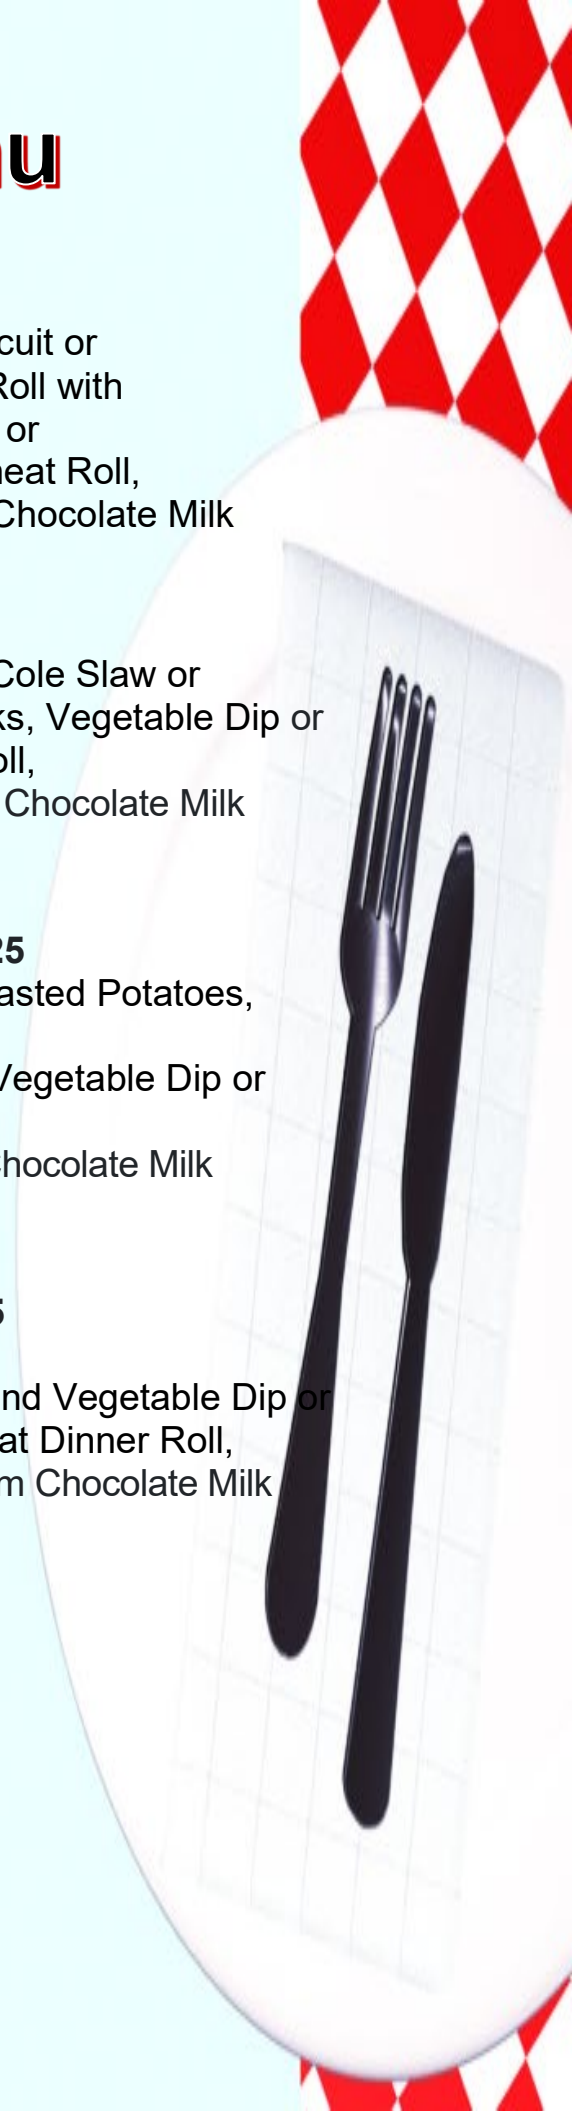 u
cuit or
Roll with
or
eat Roll,
Chocolate Milk
Cole Slaw or
ks, Vegetable Dip or
oll,
Chocolate Milk
25
asted Potatoes,
Vegetable Dip or
hocolate Milk
5
nd Vegetable Dip or
at Dinner Roll,
m Chocolate Milk